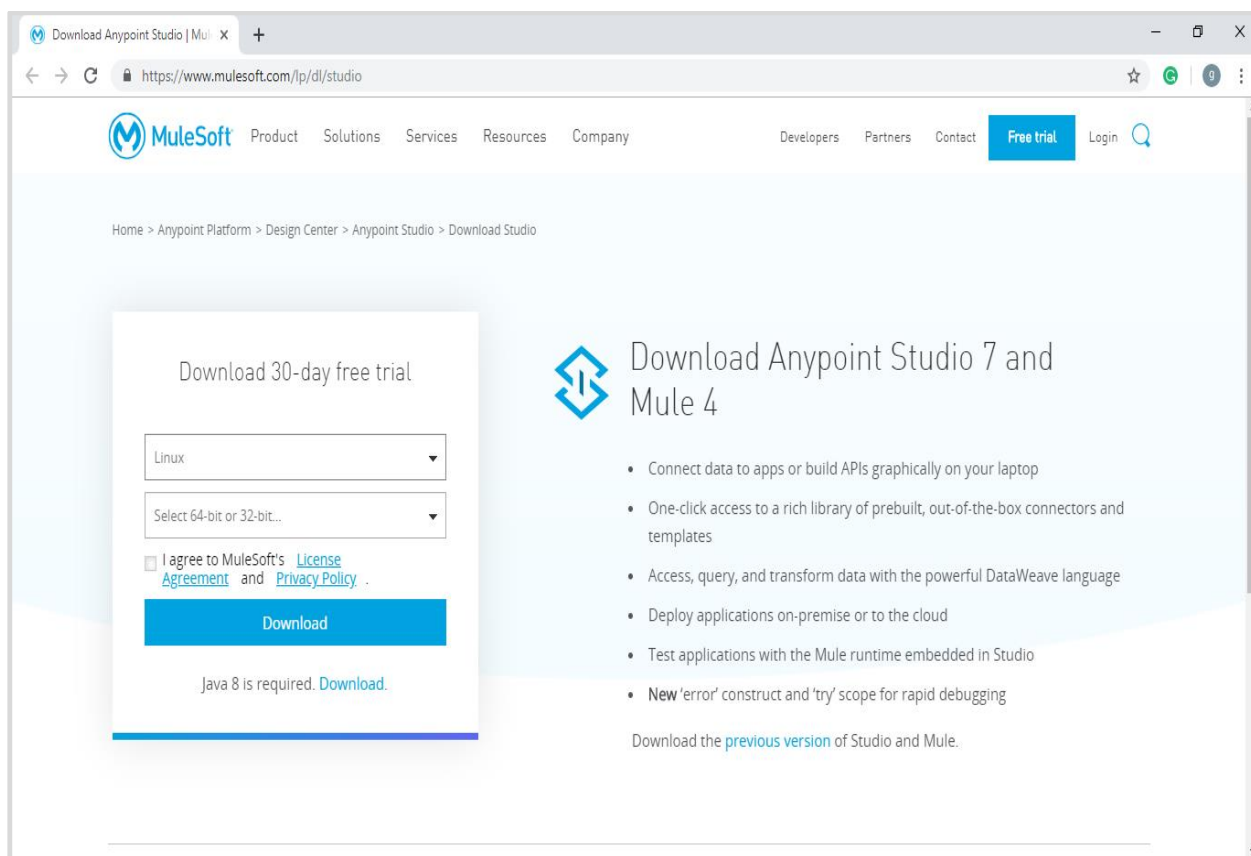 Download Anypoint Studio | Mul
https://www.mulesoft.com/lp/dl/studio
g
MuleSoft Product Solutions Services Resources Company Developers Partners Contact Free trial Login
Home > Anypoint Platform > Design Center > Anypoint Studio > Download Studio
Download 30-day free trial
Linux
Select 64-bit or 32-bit...
I agree to MuleSoft's License
Agreement and Privacy Policy .
Download
Java 8 is required. Download.
Download Anypoint Studio 7 and
Mule 4
• Connect data to apps or build APIs graphically on your laptop
• One-click access to a rich library of prebuilt, out-of-the-box connectors and
templates
• Access, query, and transform data with the powerful DataWeave language
• Deploy applications on-premise or to the cloud
• Test applications with the Mule runtime embedded in Studio
• New 'error' construct and 'try' scope for rapid debugging
Download the previous version of Studio and Mule.